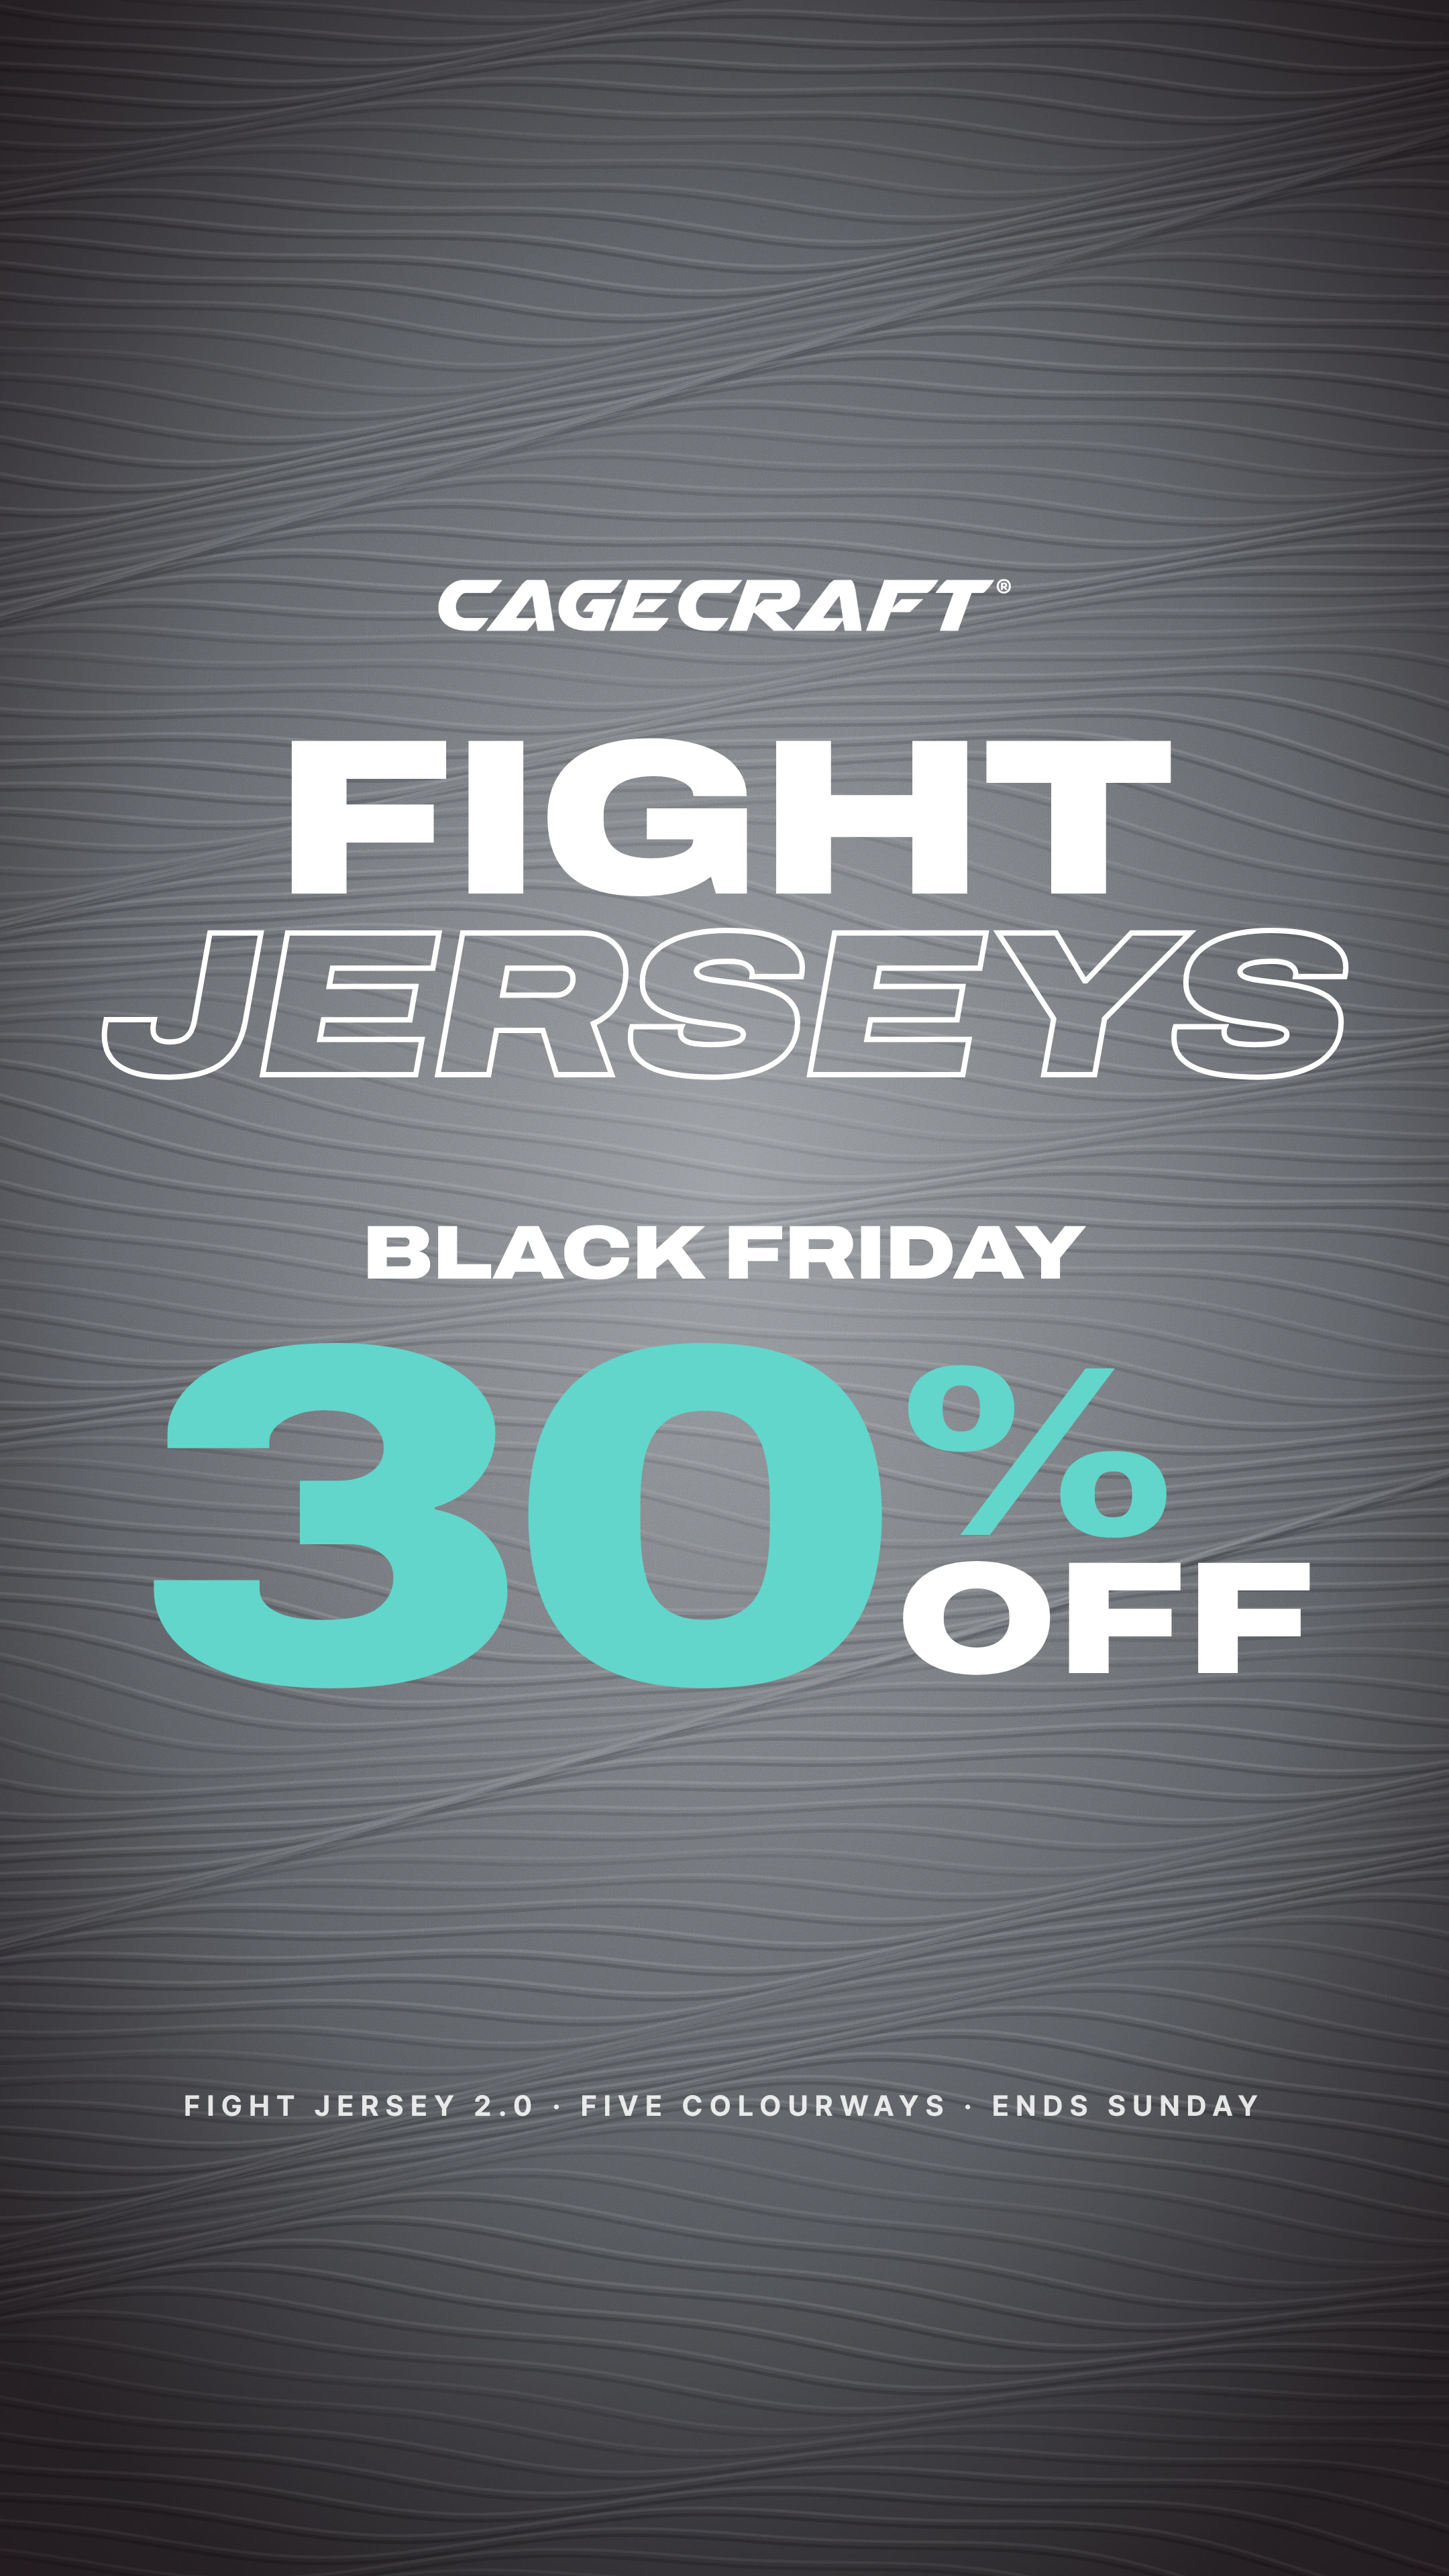 CAGECRAFT®
FIGHT
JERSEYS
BLACK FRIDAY
30%
OFF
FIGHT JERSEY 2.0 · FIVE COLOURWAYS · ENDS SUNDAY